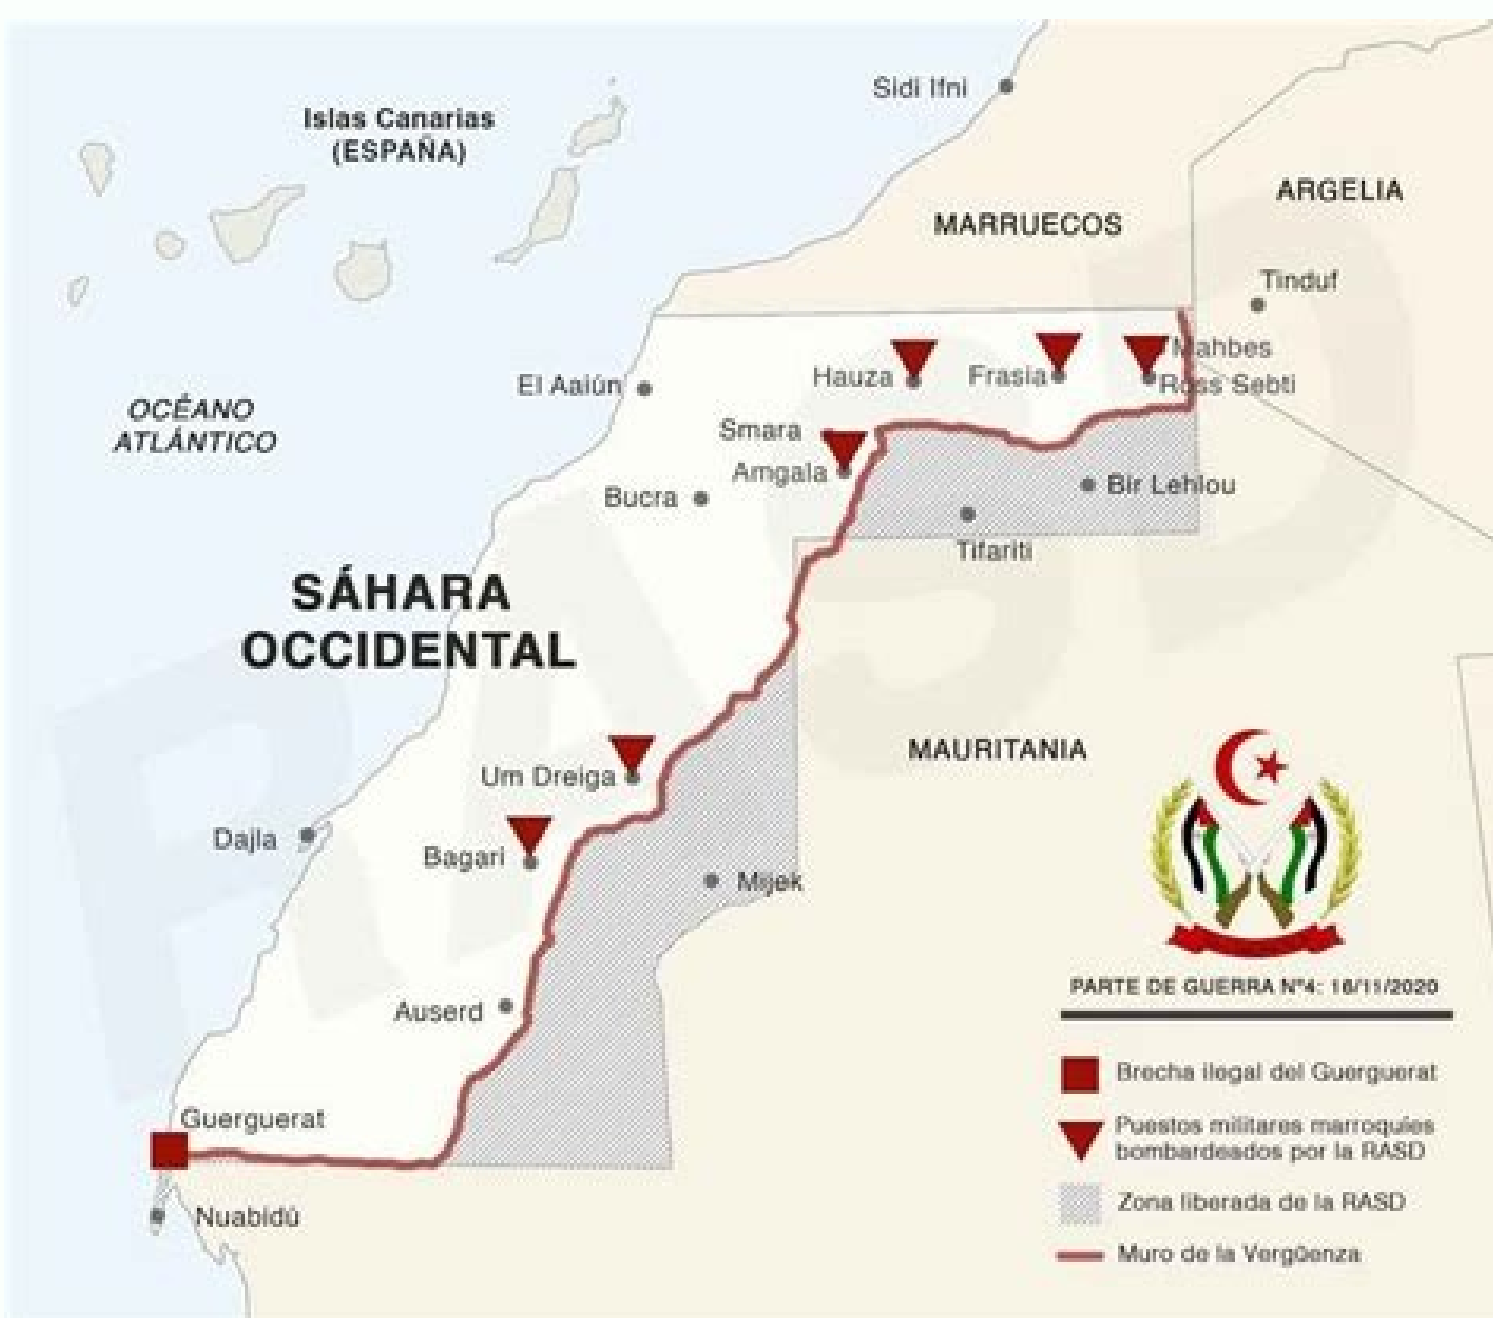 Sidi Ifni
Islas Canarias
(ESPAÑA)
ARGELIA
MARRUECOS
Tinduf
Mahbes
Hauza
Frasia
Ross Sebti
El Aaiún
OCÉANO
ATLÁNTICO
Smara
Amgala
Bucra
Bir Lehlou
Tifariti
SÁHARA
OCCIDENTAL
MAURITANIA
Um Dreiga
Dajla
Bagari
Mijek
Auserd
PARTE DE GUERRA Nº4: 16/11/2020
Brecha ilegal del Guerguerat
Guerguerat
Puestos militares marroquíes
bombardeados por la RASD
Zona liberada de la RASD
Nuabidú
Muro de la Vergüenza
RASD